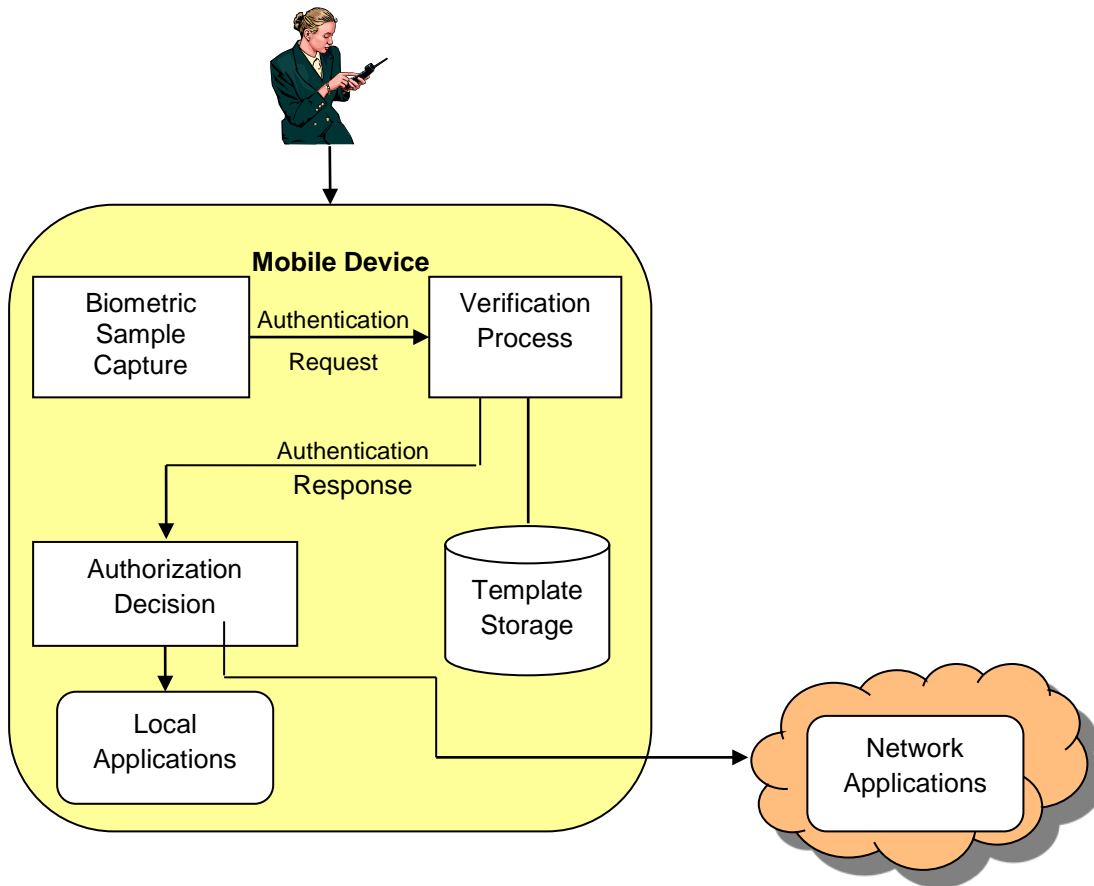 Mobile Device
Biometric
Sample
Capture
Authentication
Request
Verification
Process
Authentication
Response
Authorization
Decision
Template
Storage
Local
Applications
Network
Applications